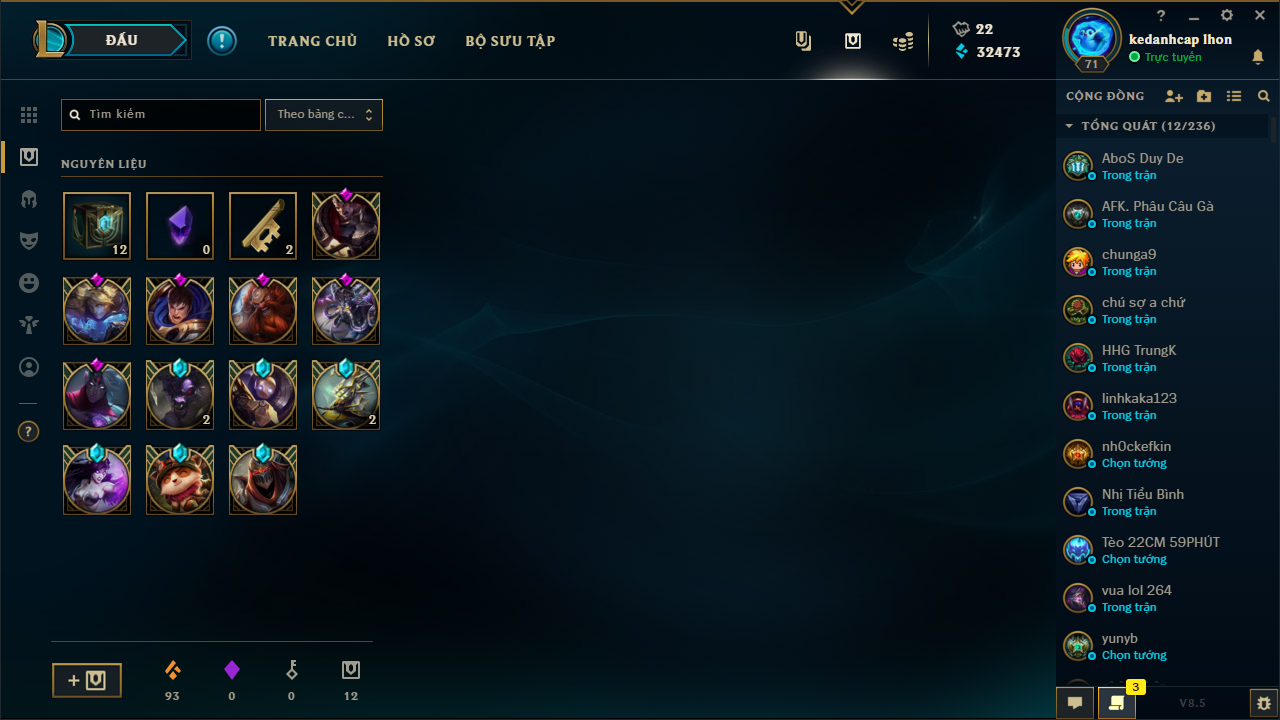 ĐẤU
TRANG CHỦ
HỒ SƠ
BỘ SƯU TẬP
22
32473
?
71
kedanhcap lhon
Trực tuyến
Tìm kiếm
Theo bảng c...
CỘNG ĐỒNG
TỔNG QUÁT (12/236)
NGUYÊN LIỆU
12
0
2
2
2
?
AboS Duy De
Trong trận
AFK. Phâu Câu Gà
Trong trận
chunga9
Trong trận
chú sợ a chứ
Trong trận
HHG TrungK
Trong trận
linhkaka123
Trong trận
nh0ckefkin
Chọn tướng
Nhị Tiểu Bình
Trong trận
Tèo 22CM 59PHÚT
Chọn tướng
vua lol 264
Trong trận
yunyb
Chọn tướng
93
0
0
12
3
V8.5